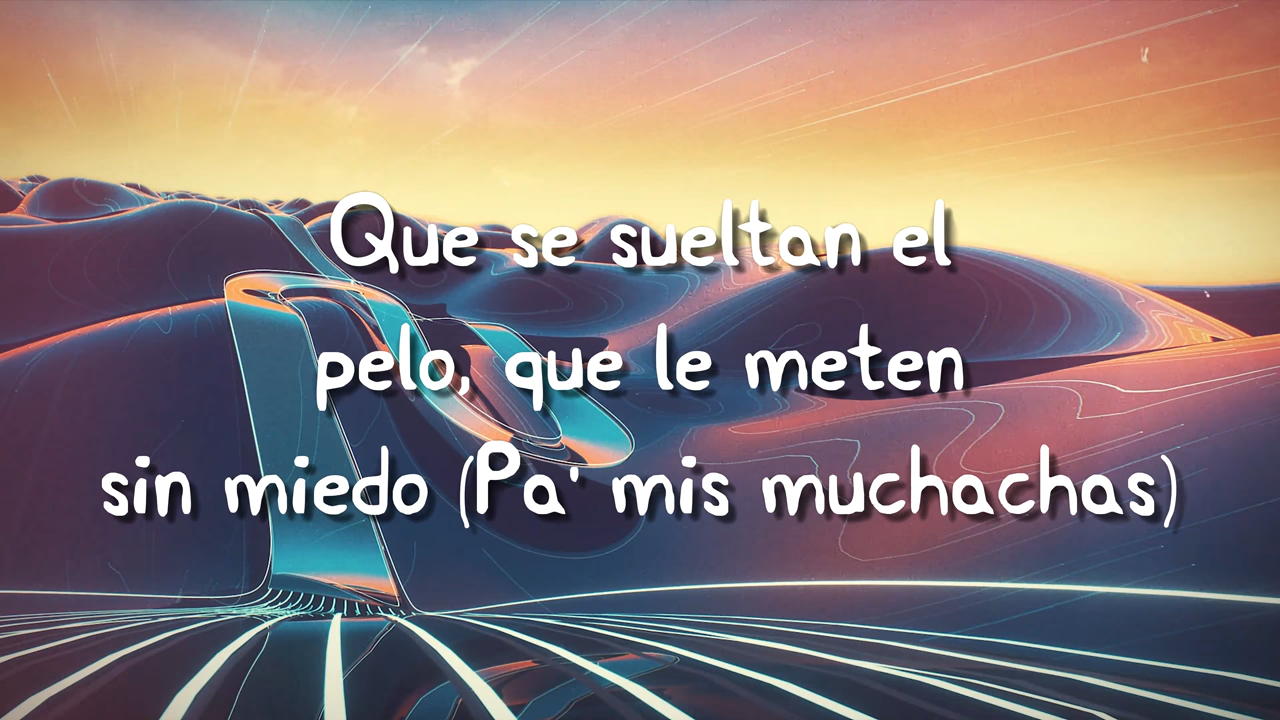 Que se sueltan el
pelo, que le meten
sin miedo (Pa' mis muchachas)